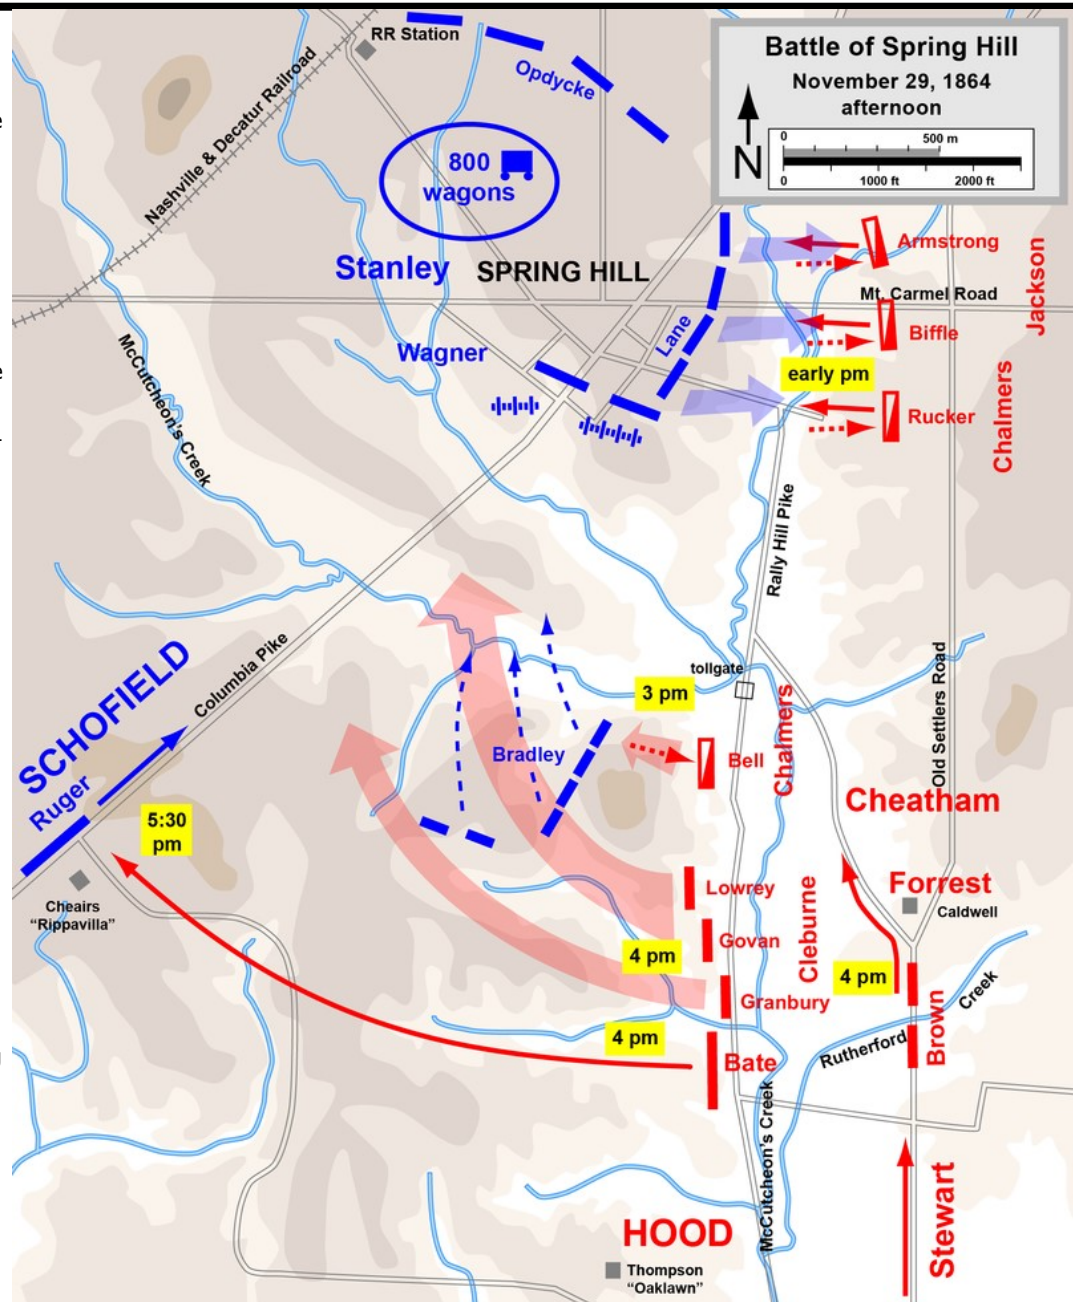 RR Station
Battle of Spring Hill
November 29, 1864
afternoon
N
0
500 m
0
1000 ft
2000 ft
Opdycke
Nashville & Decatur Railroad
800
wagons
Stanley
SPRING HILL
Armstrong
Jackson
Mt. Carmel Road
Biffle
Lane
Wagner
early pm
Rucker
Chalmers
McCutcheon's Creek
Rally Hill Pike
Columbia Pike
SCHOFIELD
Ruger
tollgate
3 pm
Bradley
Bell
Chalmers
Old Settlers Road
Cheatham
5:30
pm
Cheairs
"Rippavilla"
Lowrey
Govan
Granbury
Cleburne
Forrest
Caldwell
4 pm
4 pm
4 pm
Bate
Brown
Rutherford
Creek
McCutcheon's Creek
HOOD
Thompson
"Oaklawn"
Stewart